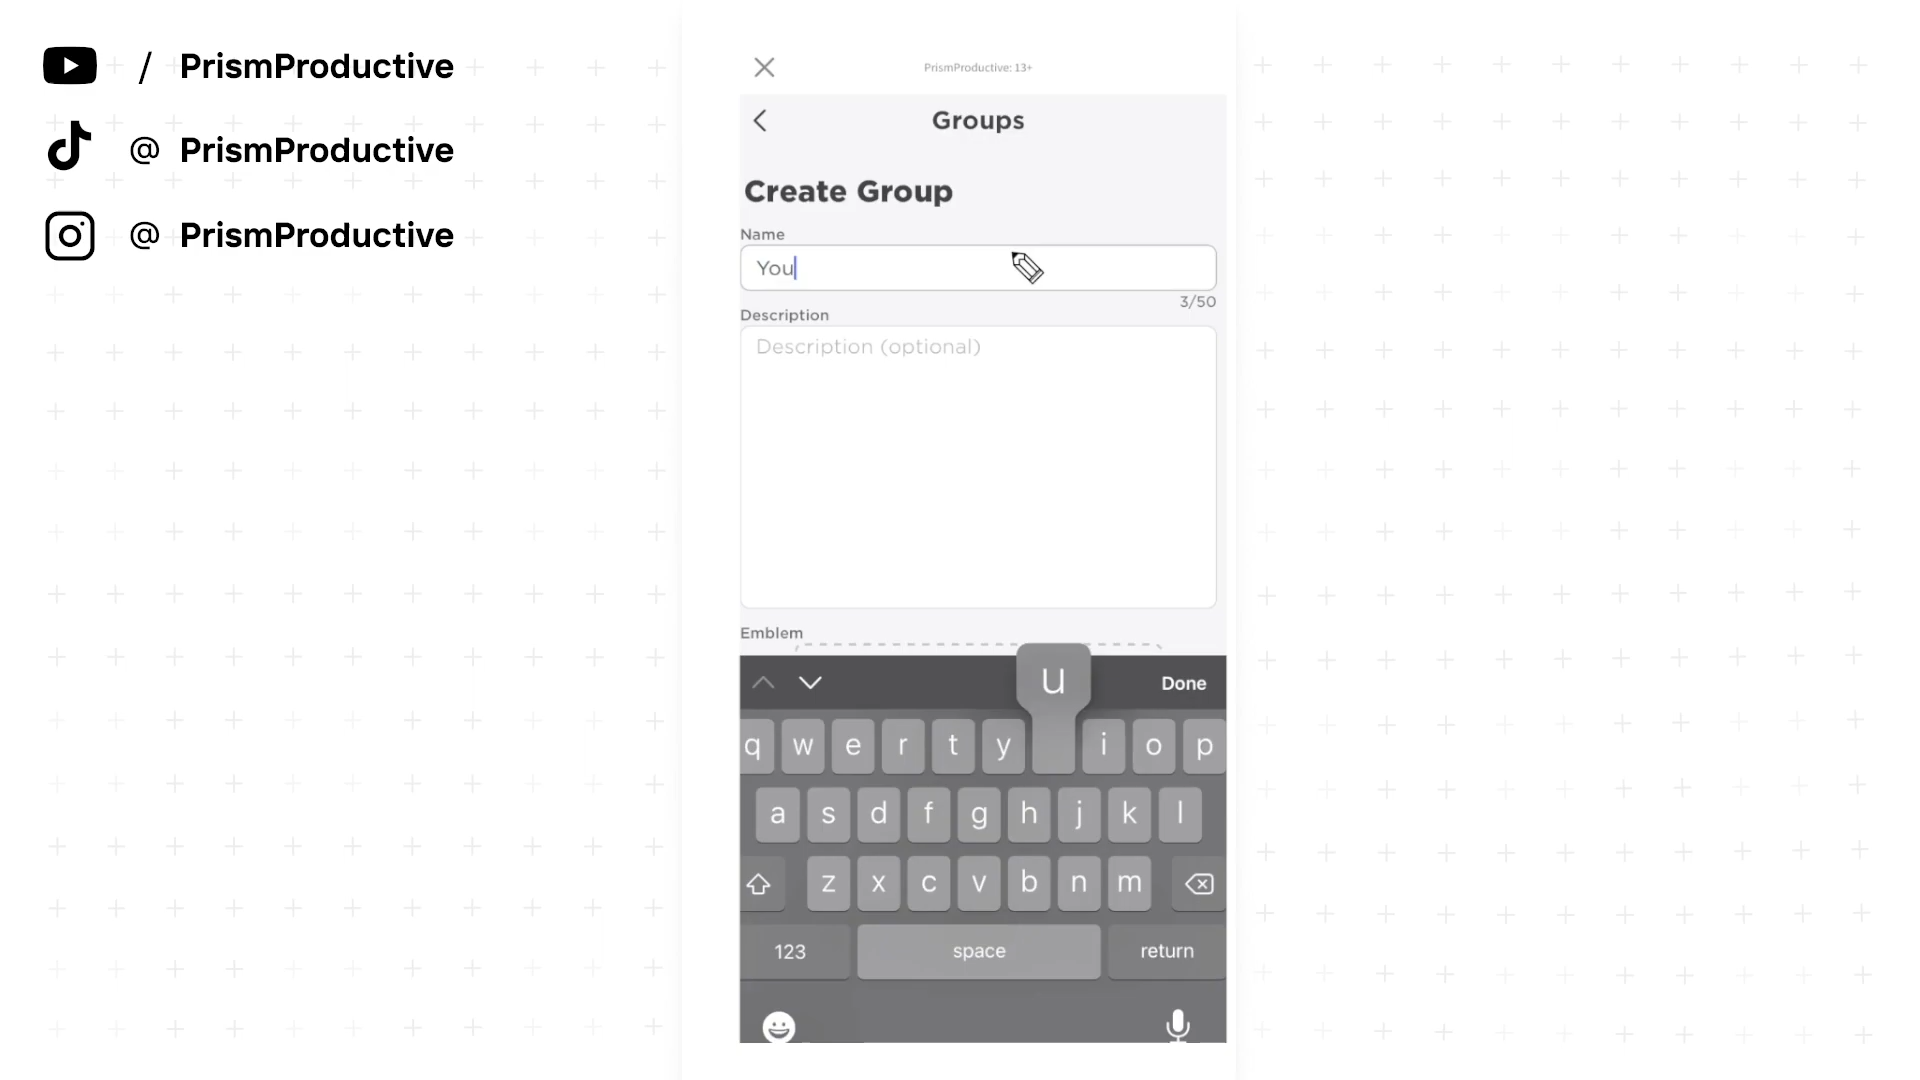 / PrismProductive
@ PrismProductive
@ PrismProductive
PrismProductive: 13+
Groups
Create Group
Name
You
3/50
Description
Description (optional)
Emblem
u
Done
q w e r t y i o p
a s d f g h j k l
z x c v b n m
123 space return